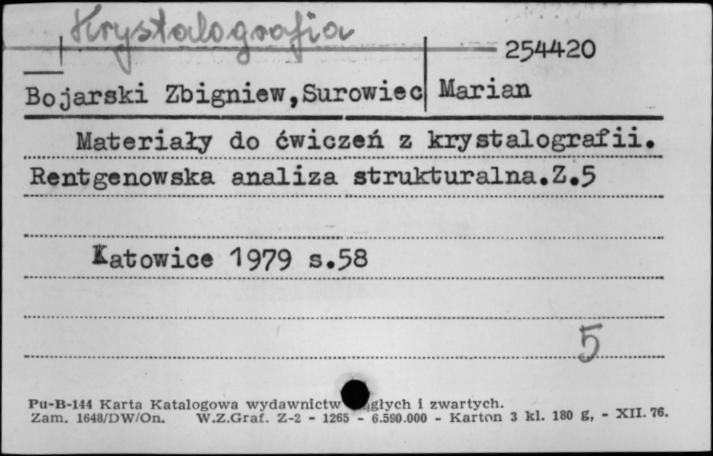 Krystalografia
254420
Bojarski Zbigniew,Surowiec Marian
Materiały do ćwiczeń z krystalografii.
Rentgenowska analiza strukturalna.Z.5
Katowice 1979 s.58
5
Pu-B-144 Karta Katalogowa wydawnictw głych i zwartych.
Zam. 1648/DW/On. W.Z.Graf. Z-2 - 1265 - 6.590.000 - Karton 3 kl. 180 g, - XII. 76.